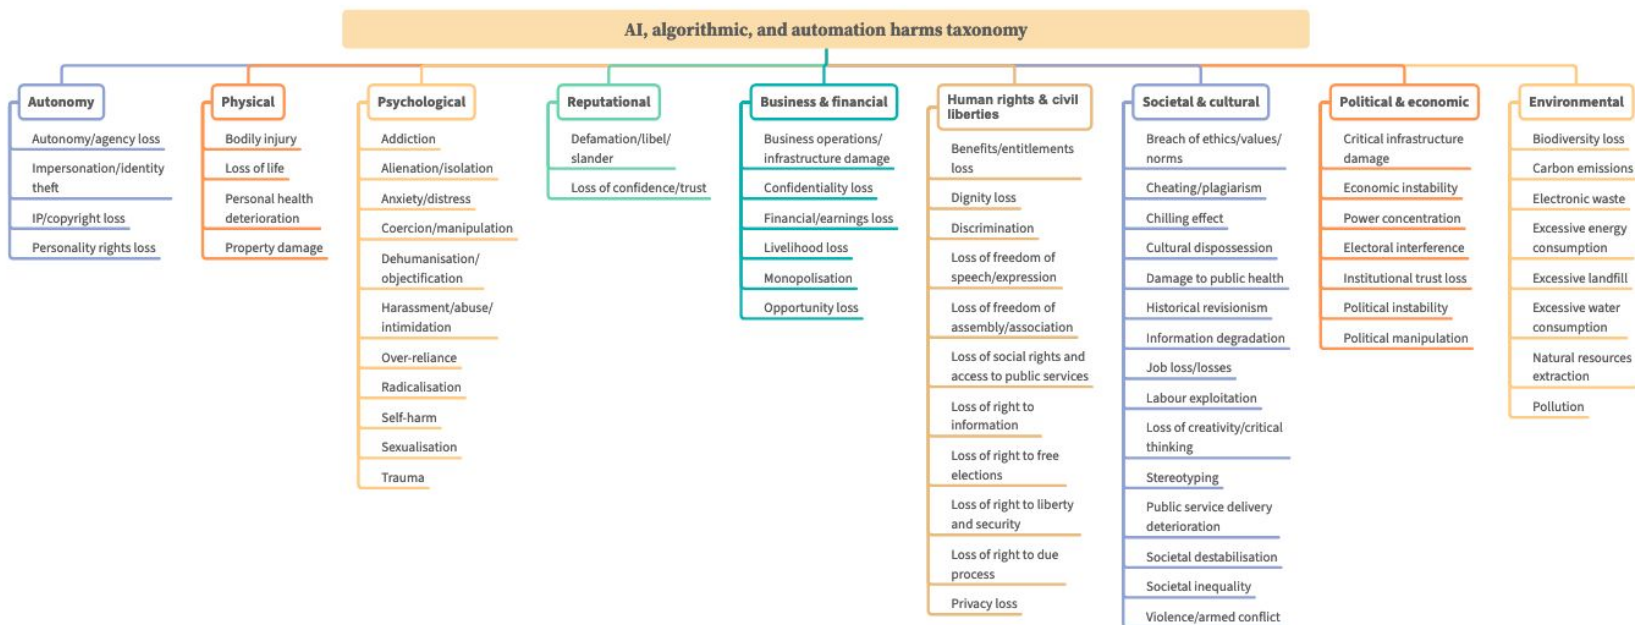 AI, algorithmic, and automation harms taxonomy
Autonomy
Autonomy/agency loss
Impersonation/identity
theft
IP/copyright loss
Personality rights loss
Physical
Bodily injury
Loss of life
Personal health
deterioration
Property damage
Psychological
Addiction
Alienation/isolation
Anxiety/distress
Coercion/manipulation
Dehumanisation/
objectification
Harassment/abuse/
intimidation
Over-reliance
Radicalisation
Self-harm
Sexualisation
Trauma
Reputational
Defamation/libel/
slander
Loss of confidence/trust
Business & financial
Business operations/
infrastructure damage
Confidentiality loss
Financial/earnings loss
Livelihood loss
Monopolisation
Opportunity loss
Human rights & civil
liberties
Benefits/entitlements
loss
Dignity loss
Discrimination
Loss of freedom of
speech/expression
Loss of freedom of
assembly/association
Loss of social rights and
access to public services
Loss of right to
information
Loss of right to free
elections
Loss of right to liberty
and security
Loss of right to due
process
Privacy loss
Societal & cultural
Breach of ethics/values/
norms
Cheating/plagiarism
Chilling effect
Cultural dispossession
Damage to public health
Historical revisionism
Information degradation
Job loss/losses
Labour exploitation
Loss of creativity/critical
thinking
Stereotyping
Public service delivery
deterioration
Societal destabilisation
Societal inequality
Violence/armed conflict
Political & economic
Critical infrastructure
damage
Economic instability
Power concentration
Electoral interference
Institutional trust loss
Political instability
Political manipulation
Environmental
Biodiversity loss
Carbon emissions
Electronic waste
Excessive energy
consumption
Excessive landfill
Excessive water
consumption
Natural resources
extraction
Pollution